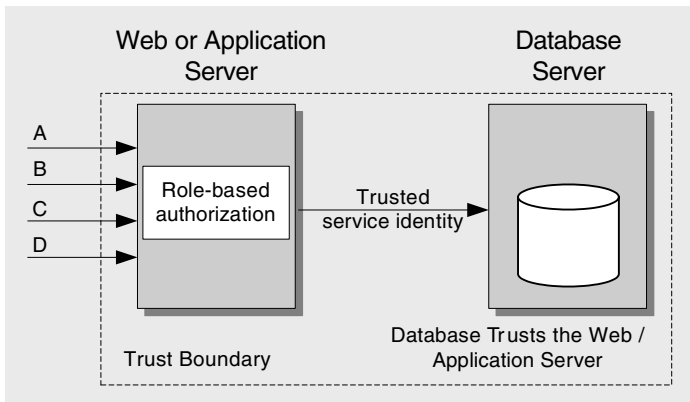 Web or Application
Server
Database
Server
A
B
C
D
Role-based
authorization
Trusted
service identity
Trust Boundary
Database Trusts the Web /
Application Server